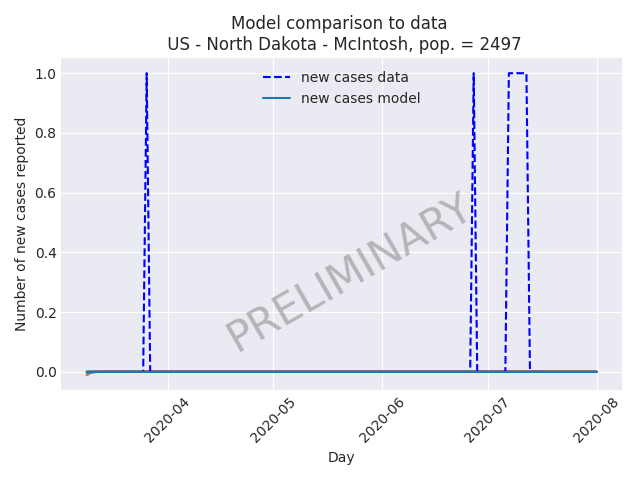 Model comparison to data
US - North Dakota - McIntosh, pop. = 2497
new cases data
new cases model
1.0
0.8
0.6
0.4
0.2
0.0
Number of new cases reported
PRELIMINARY
2020-04
2020-05
2020-06
2020-07
2020-08
Day